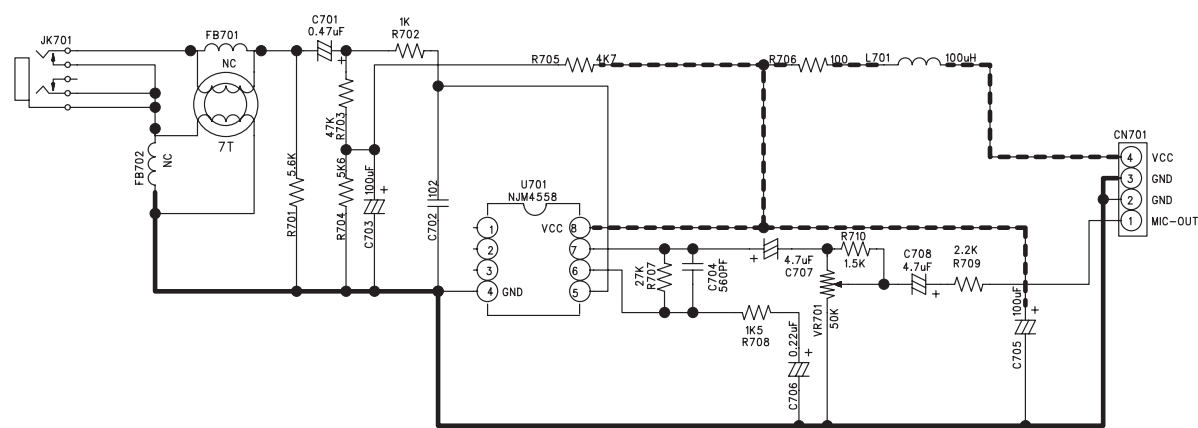 JK701
FB701
NC
7T
FB702
NC
C701
0.47uF
1K
R702
5.6K
R701
47K
R703
5K6
R704
100uF
+
C703
102
C702
R705
4K7
R706
100
L701
100uH
U701
NJM4558
1
2
3
4 GND
VCC 8
7
6
5
27K
R707
C704
560PF
+
4.7uF
C707
R710
1.5K
VR701
50K
C708
4.7uF
+
2.2K
R709
1K5
R708
0.22uF
+
C706
100uF
+
C705
CN701
4 VCC
3 GND
2 GND
1 MIC-OUT